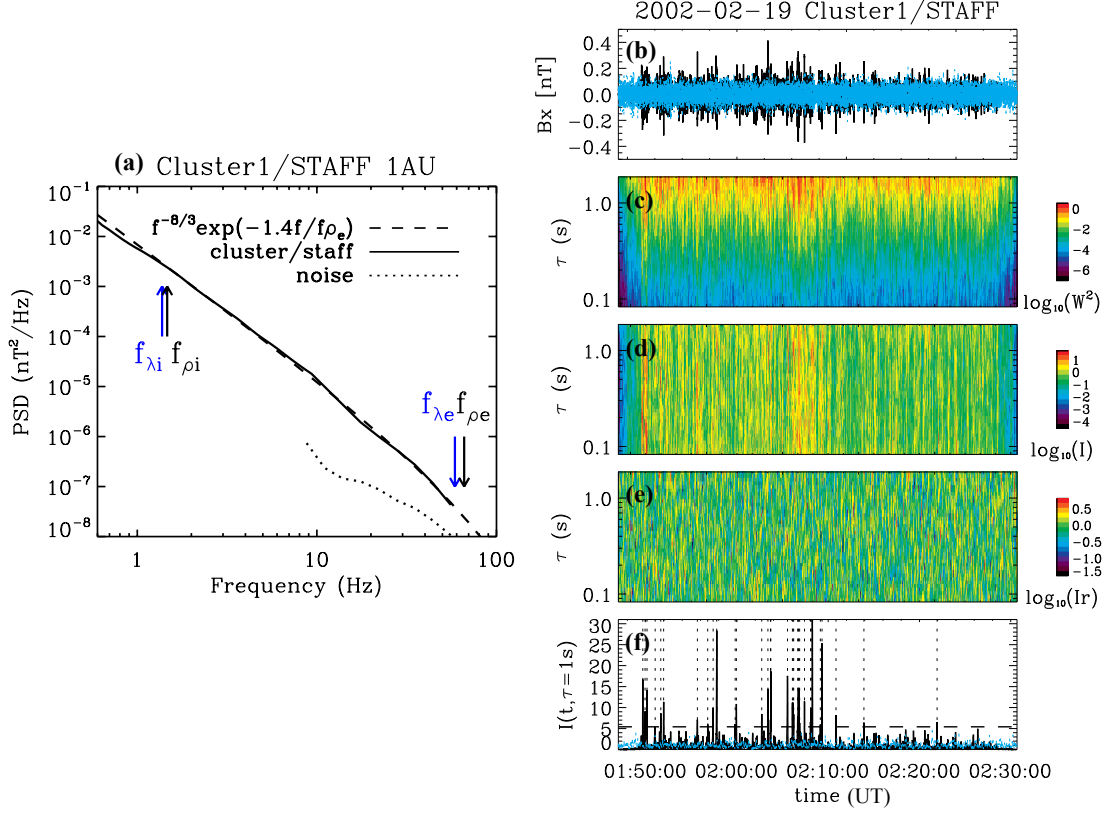 (a) Cluster1/STAFF 1AU
PSD (nT²/Hz)
10⁻¹
10⁻²
10⁻³
10⁻⁴
10⁻⁵
10⁻⁶
10⁻⁷
10⁻⁸
f⁻⁸/³exp(−1.4f/fρₑ)
cluster/staff
noise
fλi fρi
fλe fρe
1 10 100
Frequency (Hz)
2002−02−19 Cluster1/STAFF
(b)
Bx [nT]
0.4
0.2
0.0
−0.2
−0.4
(c)
τ (s)
1.0
0.1
0
−2
−4
−6
log₁₀(W²)
(d)
τ (s)
1.0
0.1
1
0
−1
−2
−3
−4
log₁₀(I)
(e)
τ (s)
1.0
0.1
0.5
0.0
−0.5
−1.0
−1.5
log₁₀(Ir)
(f)
I(t,τ=1s)
30
25
20
15
10
5
0
01:50:00 02:00:00 02:10:00 02:20:00 02:30:00
time (UT)